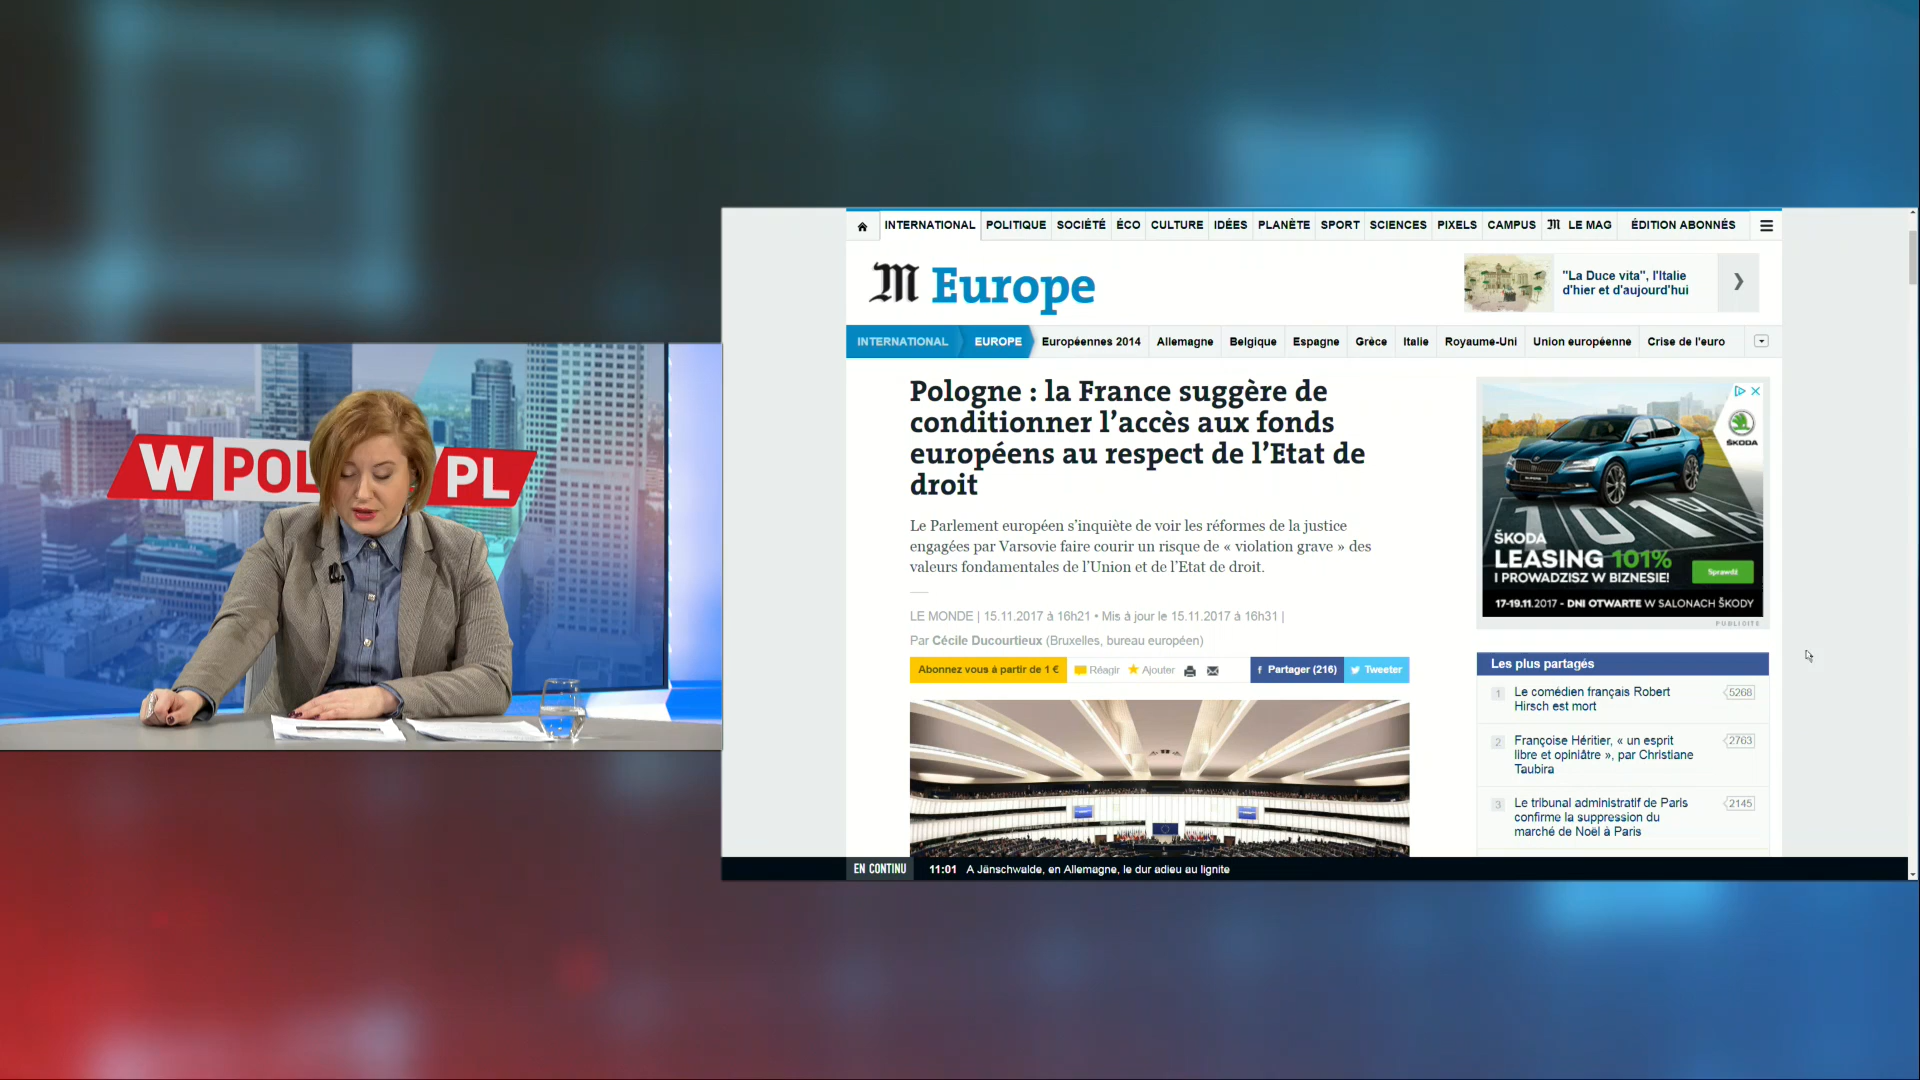 W POL PL
INTERNATIONAL POLITIQUE SOCIÉTÉ ÉCO CULTURE IDÉES PLANÈTE SPORT SCIENCES PIXELS CAMPUS M LE MAG ÉDITION ABONNÉS
M Europe
"La Duce vita", l'Italie
d'hier et d'aujourd'hui
INTERNATIONAL EUROPE Européennes 2014 Allemagne Belgique Espagne Grèce Italie Royaume-Uni Union européenne Crise de l'euro
Pologne : la France suggère de
conditionner l’accès aux fonds
européens au respect de l’Etat de
droit
Le Parlement européen s’inquiète de voir les réformes de la justice
engagées par Varsovie faire courir un risque de « violation grave » des
valeurs fondamentales de l’Union et de l’Etat de droit.
LE MONDE | 15.11.2017 à 16h21 • Mis à jour le 15.11.2017 à 16h31 |
Par Cécile Ducourtieux (Bruxelles, bureau européen)
Abonnez vous à partir de 1 € Réagir Ajouter Partager (216) Tweeter
ŠKODA
101%
ŠKODA
LEASING 101%
I PROWADZISZ W BIZNESIE!
Sprawdź
17-19.11.2017 - DNI OTWARTE W SALONACH ŠKODY
PUBLICITÉ
Les plus partagés
1 Le comédien français Robert 5268
Hirsch est mort
2 Françoise Héritier, « un esprit 2763
libre et opiniâtre », par Christiane
Taubira
3 Le tribunal administratif de Paris 2145
confirme la suppression du
marché de Noël à Paris
EN CONTINU 11:01 A Jänschwalde, en Allemagne, le dur adieu au lignite